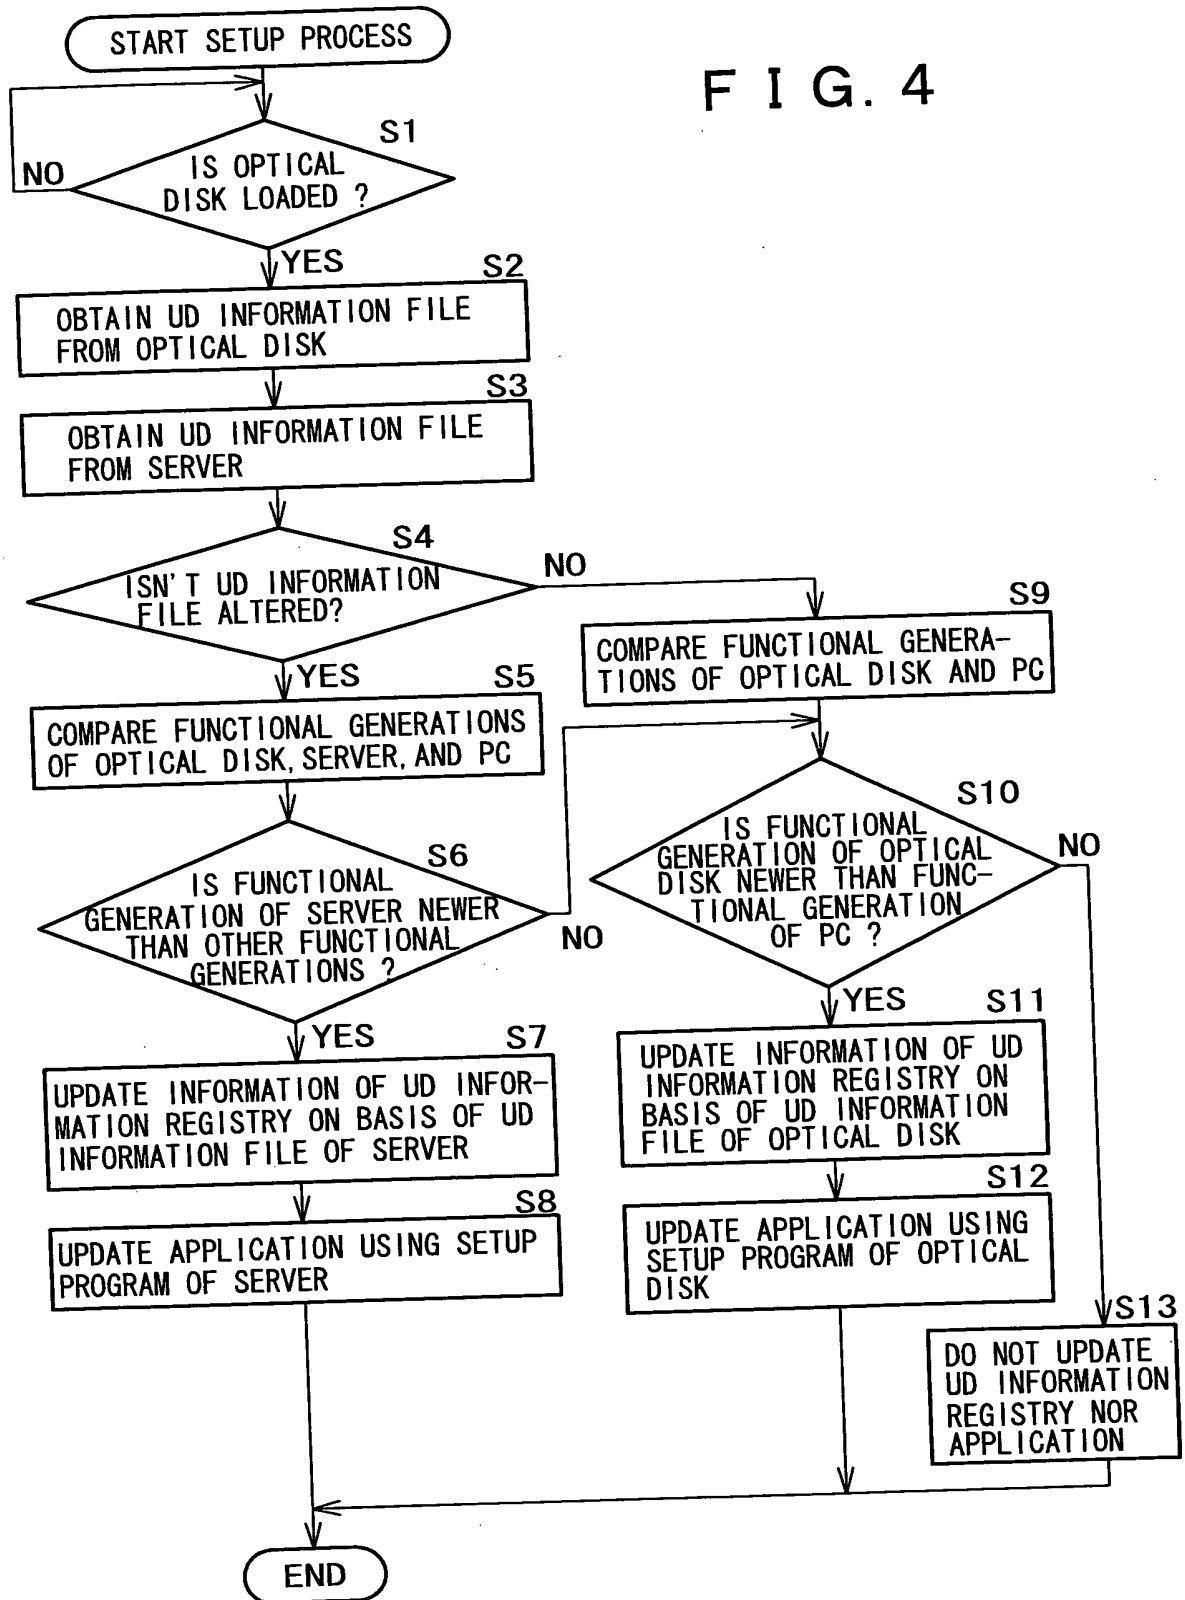 START SETUP PROCESS
FIG. 4
S1
IS OPTICAL
DISK LOADED ?
NO
YES
S2
OBTAIN UD INFORMATION FILE
FROM OPTICAL DISK
S3
OBTAIN UD INFORMATION FILE
FROM SERVER
S4
ISN'T UD INFORMATION
FILE ALTERED?
NO
YES
S5
COMPARE FUNCTIONAL GENERATIONS
OF OPTICAL DISK, SERVER, AND PC
S6
IS FUNCTIONAL
GENERATION OF SERVER NEWER
THAN OTHER FUNCTIONAL
GENERATIONS ?
NO
YES
S7
UPDATE INFORMATION OF UD INFOR-
MATION REGISTRY ON BASIS OF UD
INFORMATION FILE OF SERVER
S8
UPDATE APPLICATION USING SETUP
PROGRAM OF SERVER
S9
COMPARE FUNCTIONAL GENERA-
TIONS OF OPTICAL DISK AND PC
S10
IS FUNCTIONAL
GENERATION OF OPTICAL
DISK NEWER THAN FUNC-
TIONAL GENERATION
OF PC ?
NO
YES
S11
UPDATE INFORMATION OF UD
INFORMATION REGISTRY ON
BASIS OF UD INFORMATION
FILE OF OPTICAL DISK
S12
UPDATE APPLICATION USING
SETUP PROGRAM OF OPTICAL
DISK
S13
DO NOT UPDATE
UD INFORMATION
REGISTRY NOR
APPLICATION
END